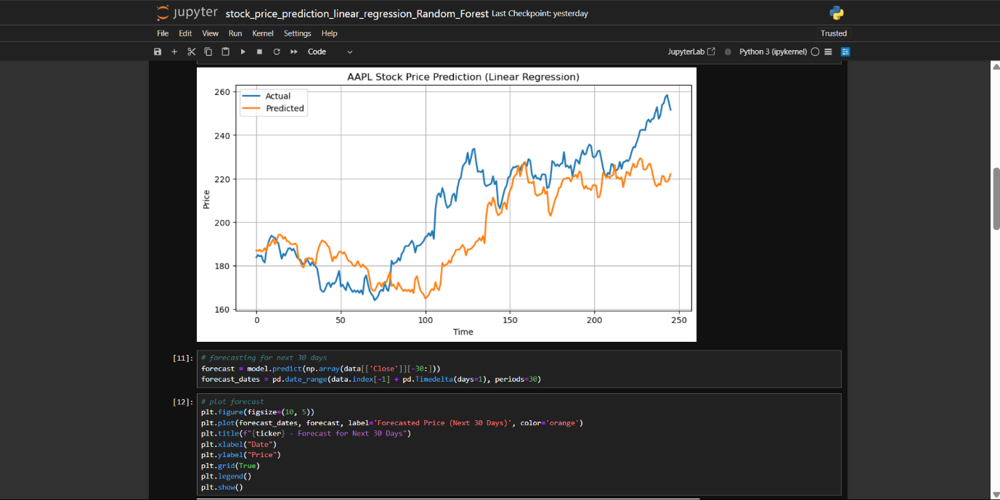 jupyter stock_price_prediction_linear_regression_Random_Forest Last Checkpoint: yesterday
File Edit View Run Kernel Settings Help Trusted
Code JupyterLab Python 3 (ipykernel)
AAPL Stock Price Prediction (Linear Regression)
Actual
Predicted
260
240
220
200
180
160
Price
0 50 100 150 200 250
Time
[11]: # forecasting for next 30 days
forecast = model.predict(np.array(data[['Close']][-30:]))
forecast_dates = pd.date_range(data.index[-1] + pd.Timedelta(days=1), periods=30)
[12]: # plot forecast
plt.figure(figsize=(10, 5))
plt.plot(forecast_dates, forecast, label='Forecasted Price (Next 30 Days)', color='orange')
plt.title(f"{ticker} - Forecast for Next 30 Days")
plt.xlabel("Date")
plt.ylabel("Price")
plt.grid(True)
plt.legend()
plt.show()